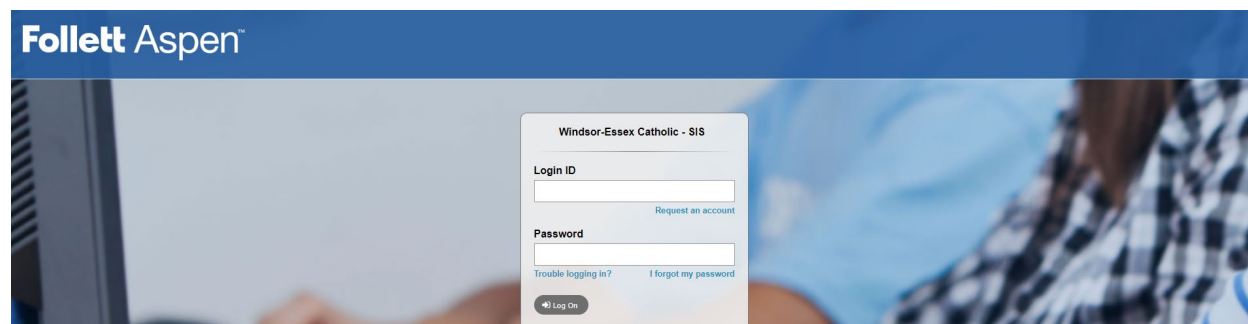 Follett Aspen™
Windsor-Essex Catholic - SIS
Login ID
Request an account
Password
Trouble logging in? I forgot my password
Log On